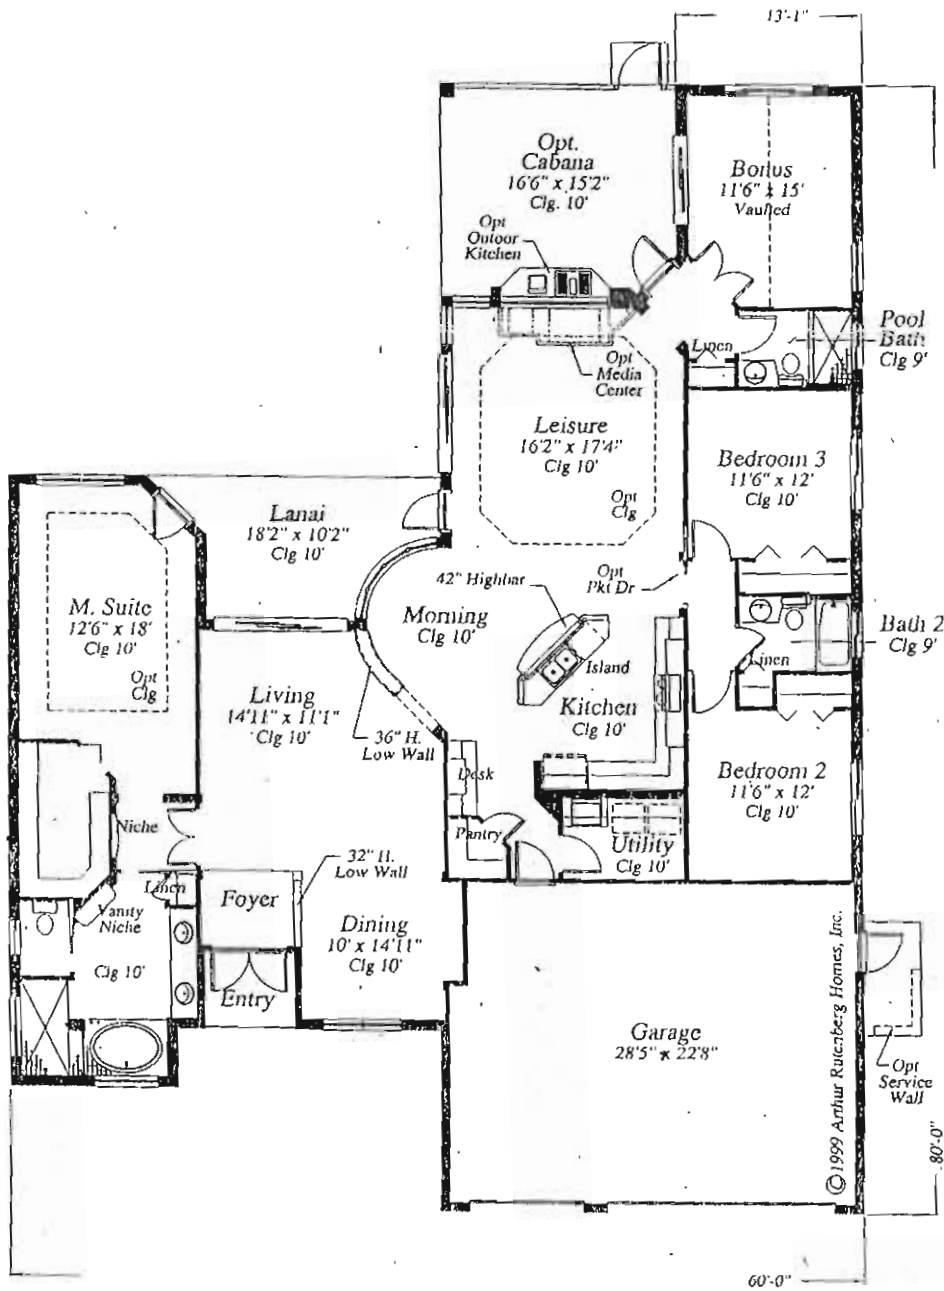 13'-1"
Opt.
Cabana
16'6" x 15'2"
Clg. 10'
Bonus
11'6" x 15'
Vaulted
Opt
Outoor
Kitchen
Pool
Bath
Clg 9'
Linen
Opt
Media
Center
Leisure
16'2" x 17'4"
Clg 10'
Bedroom 3
11'6" x 12'
Clg 10'
Opt
Clg
Lanai
18'2" x 10'2"
Clg 10'
Opt
Pkt Dr
42" Highbar
M. Suite
12'6" x 18'
Clg 10'
Morning
Clg 10'
Bath 2
Clg 9'
Linen
Island
Opt
Clg
Living
14'11" x 11'1"
Clg 10'
Kitchen
Clg 10'
36" H.
Low Wall
Desk
Bedroom 2
11'6" x 12'
Clg 10'
Niche
Pantry
Utility
Clg 10'
32" H.
Low Wall
Linen
Foyer
Vanity
Niche
Dining
10' x 14'11"
Clg 10'
Clg 10'
Entry
Garage
28'5" x 22'8"
©1999 Arthur Rutenberg Homes, Inc.
Opt
Service
Wall
80'-0"
60'-0"